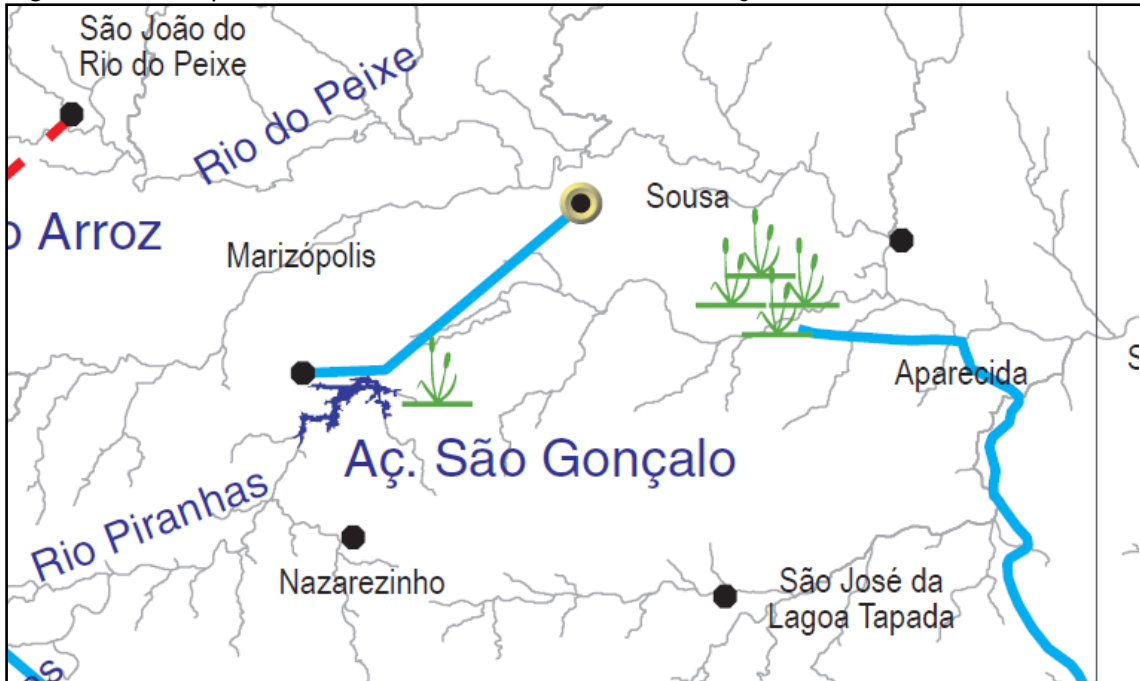 São João do
Rio do Peixe
Rio do Peixe
Sousa
o Arroz
Marizópolis
Aparecida
S
Aç. São Gonçalo
Rio Piranhas
Nazarezinho
São José da
Lagoa Tapada
es